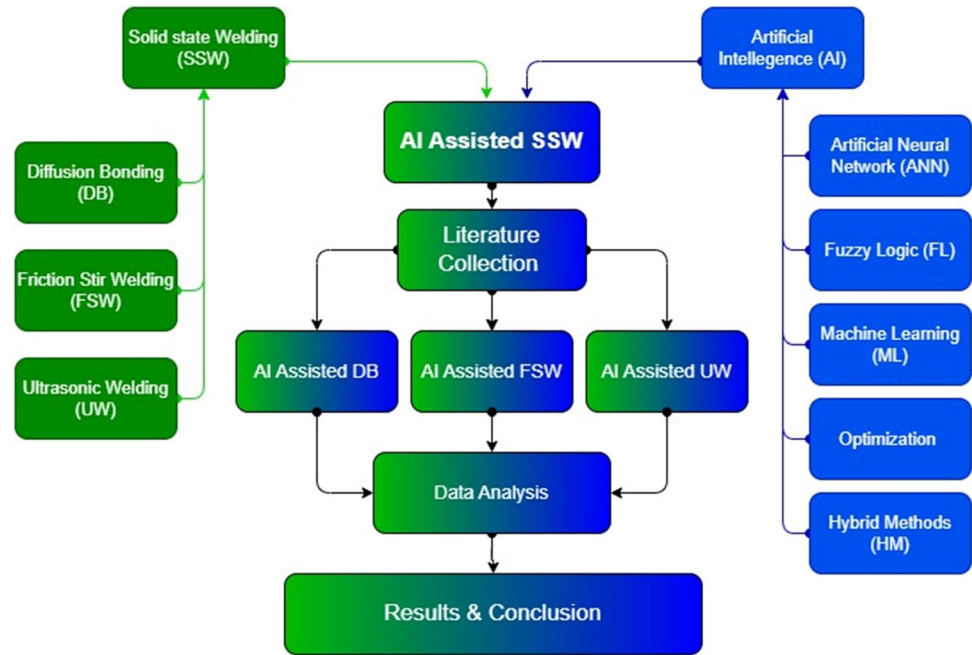 Solid state Welding
(SSW)
Artificial
Intellegence (AI)
AI Assisted SSW
Diffusion Bonding
(DB)
Friction Stir Welding
(FSW)
Ultrasonic Welding
(UW)
Literature
Collection
AI Assisted DB
AI Assisted FSW
AI Assisted UW
Data Analysis
Results & Conclusion
Artificial Neural
Network (ANN)
Fuzzy Logic (FL)
Machine Learning
(ML)
Optimization
Hybrid Methods
(HM)